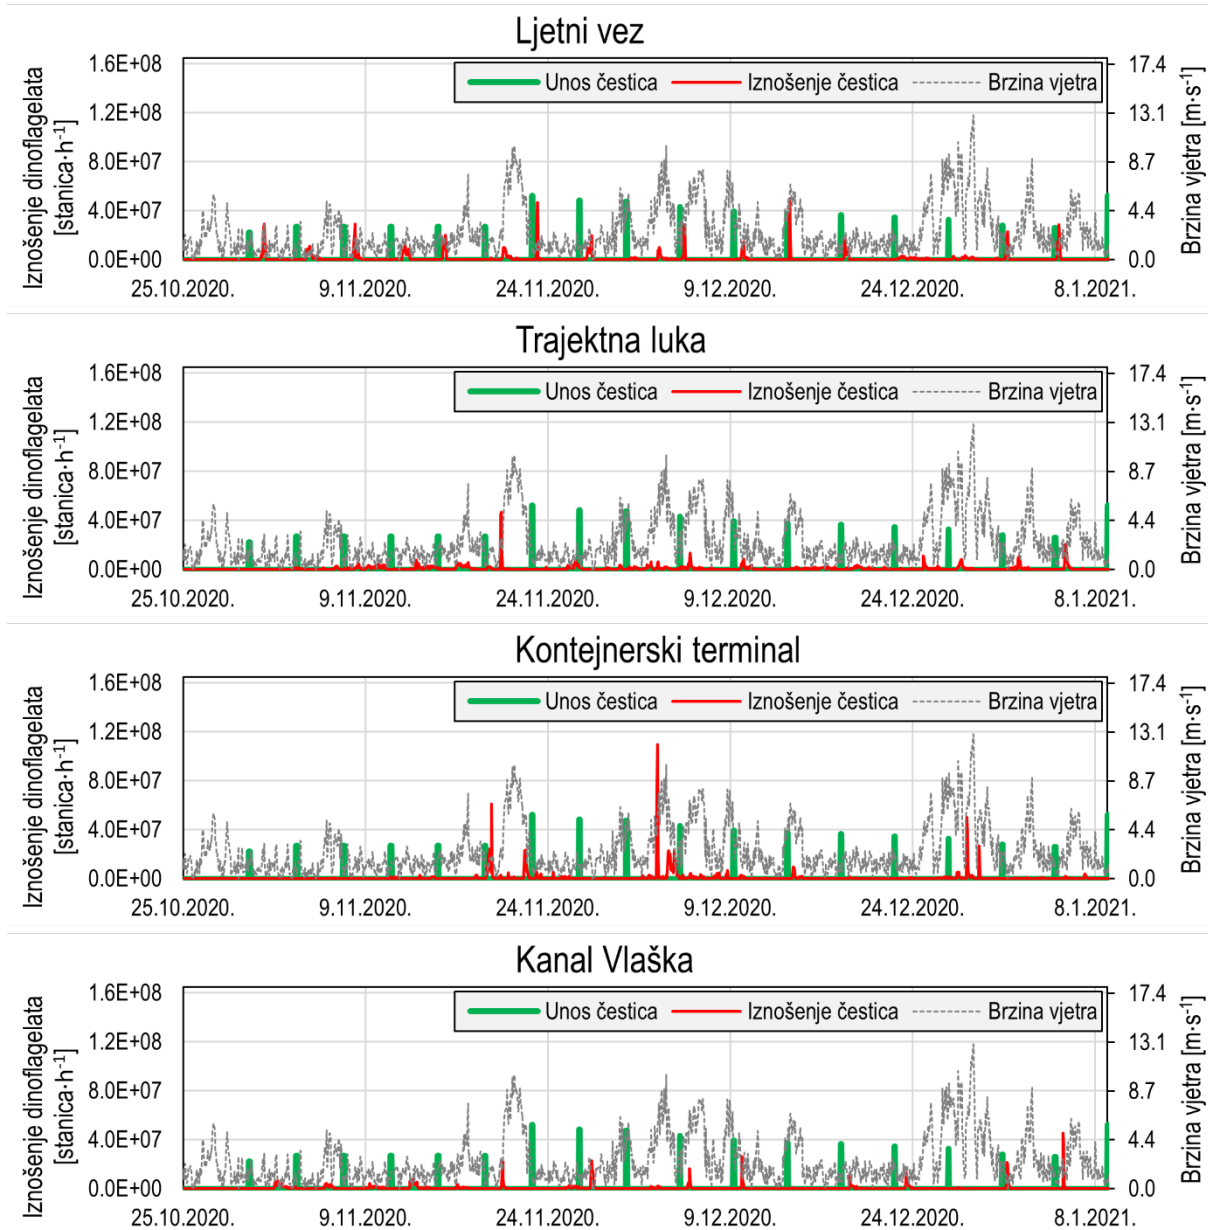 Ljetni vez
Iznošenje dinoflagelata
[stanica·h⁻¹]
1.6E+08
1.2E+08
8.0E+07
4.0E+07
0.0E+00
Unos čestica
Iznošenje čestica
Brzina vjetra
17.4
13.1
8.7
4.4
0.0
Brzina vjetra [m·s⁻¹]
25.10.2020.
9.11.2020.
24.11.2020.
9.12.2020.
24.12.2020.
8.1.2021.
Trajektna luka
Iznošenje dinoflagelata
[stanica·h⁻¹]
1.6E+08
1.2E+08
8.0E+07
4.0E+07
0.0E+00
Unos čestica
Iznošenje čestica
Brzina vjetra
17.4
13.1
8.7
4.4
0.0
Brzina vjetra [m·s⁻¹]
25.10.2020.
9.11.2020.
24.11.2020.
9.12.2020.
24.12.2020.
8.1.2021.
Kontejnerski terminal
Iznošenje dinoflagelata
[stanica·h⁻¹]
1.6E+08
1.2E+08
8.0E+07
4.0E+07
0.0E+00
Unos čestica
Iznošenje čestica
Brzina vjetra
17.4
13.1
8.7
4.4
0.0
Brzina vjetra [m·s⁻¹]
25.10.2020.
9.11.2020.
24.11.2020.
9.12.2020.
24.12.2020.
8.1.2021.
Kanal Vlaška
Iznošenje dinoflagelata
[stanica·h⁻¹]
1.6E+08
1.2E+08
8.0E+07
4.0E+07
0.0E+00
Unos čestica
Iznošenje čestica
Brzina vjetra
17.4
13.1
8.7
4.4
0.0
Brzina vjetra [m·s⁻¹]
25.10.2020.
9.11.2020.
24.11.2020.
9.12.2020.
24.12.2020.
8.1.2021.